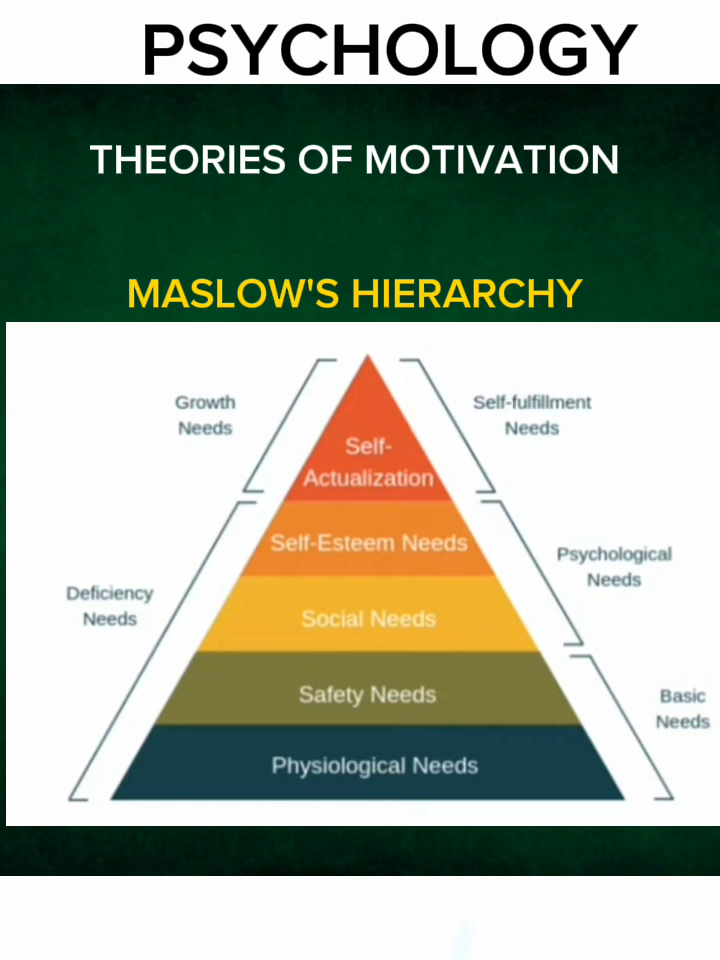 PSYCHOLOGY
THEORIES OF MOTIVATION
MASLOW'S HIERARCHY
Growth
Needs
Self-fulfillment
Needs
Self-
Actualization
Self-Esteem Needs
Psychological
Needs
Deficiency
Needs
Social Needs
Safety Needs
Basic
Needs
Physiological Needs